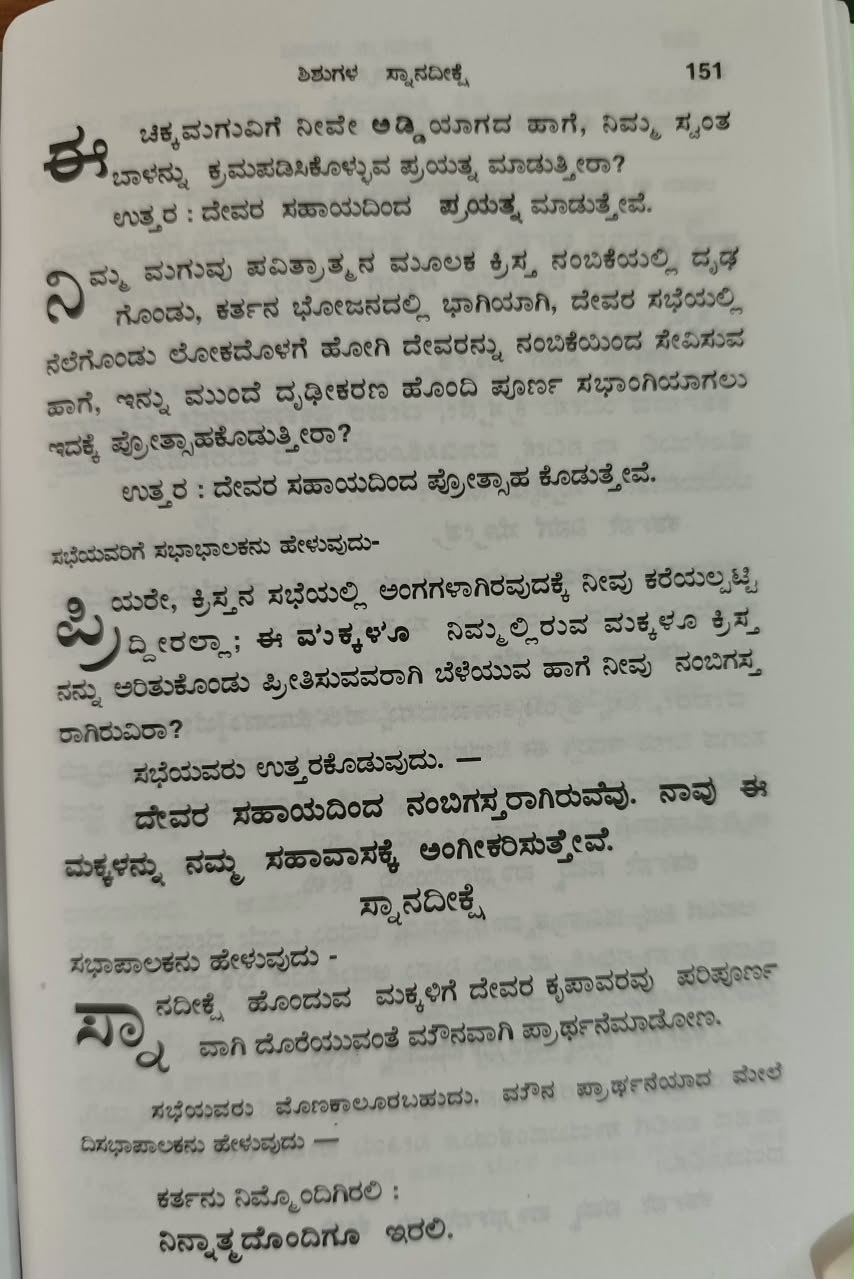 ಶಿಶುಗಳ ಸ್ನಾನದೀಕ್ಷೆ 151
ಈ ಚಿಕ್ಕಮಗುವಿಗೆ ನೀವೇ ಅಡ್ಡಿಯಾಗದ ಹಾಗೆ, ನಿಮ್ಮ ಸ್ವಂತ
ಬಾಳನ್ನು ಕ್ರಮಪಡಿಸಿಕೊಳ್ಳುವ ಪ್ರಯತ್ನ ಮಾಡುತ್ತೀರಾ?
ಉತ್ತರ : ದೇವರ ಸಹಾಯದಿಂದ ಪ್ರಯತ್ನ ಮಾಡುತ್ತೇವೆ.
ನಿಮ್ಮ ಮಗುವು ಪವಿತ್ರಾತ್ಮನ ಮೂಲಕ ಕ್ರಿಸ್ತ ನಂಬಿಕೆಯಲ್ಲಿ ದೃಢ
ಗೊಂಡು, ಕರ್ತನ ಭೋಜನದಲ್ಲಿ ಭಾಗಿಯಾಗಿ, ದೇವರ ಸಭೆಯಲ್ಲಿ
ನೆಲೆಗೊಂಡು ಲೋಕದೊಳಗೆ ಹೋಗಿ ದೇವರನ್ನು ನಂಬಿಕೆಯಿಂದ ಸೇವಿಸುವ
ಹಾಗೆ, ಇನ್ನು ಮುಂದೆ ದೃಢೀಕರಣ ಹೊಂದಿ ಪೂರ್ಣ ಸಭಾಂಗಿಯಾಗಲು
ಇದಕ್ಕೆ ಪ್ರೋತ್ಸಾಹಕೊಡುತ್ತೀರಾ?
ಉತ್ತರ : ದೇವರ ಸಹಾಯದಿಂದ ಪ್ರೋತ್ಸಾಹ ಕೊಡುತ್ತೇವೆ.
ಸಭೆಯವರಿಗೆ ಸಭಾಭಾಲಕನು ಹೇಳುವುದು-
ಪ್ರಿಯರೇ, ಕ್ರಿಸ್ತನ ಸಭೆಯಲ್ಲಿ ಅಂಗಗಳಾಗಿರವುದಕ್ಕೆ ನೀವು ಕರೆಯಲ್ಪಟ್ಟಿ
ದ್ದೀರಲ್ಲಾ; ಈ ಮಕ್ಕಳೂ ನಿಮ್ಮಲ್ಲಿರುವ ಮಕ್ಕಳೂ ಕ್ರಿಸ್ತ
ನನ್ನು ಅರಿತುಕೊಂಡು ಪ್ರೀತಿಸುವವರಾಗಿ ಬೆಳೆಯುವ ಹಾಗೆ ನೀವು ನಂಬಿಗಸ್ತ
ರಾಗಿರುವಿರಾ?
ಸಭೆಯವರು ಉತ್ತರಕೊಡುವುದು. —
ದೇವರ ಸಹಾಯದಿಂದ ನಂಬಿಗಸ್ತರಾಗಿರುವೆವು. ನಾವು ಈ
ಮಕ್ಕಳನ್ನು ನಮ್ಮ ಸಹಾವಾಸಕ್ಕೆ ಅಂಗೀಕರಿಸುತ್ತೇವೆ.
ಸ್ನಾನದೀಕ್ಷೆ
ಸಭಾಪಾಲಕನು ಹೇಳುವುದು -
ಸ್ನಾನದೀಕ್ಷೆ ಹೊಂದುವ ಮಕ್ಕಳಿಗೆ ದೇವರ ಕೃಪಾವರವು ಪರಿಪೂರ್ಣ
ವಾಗಿ ದೊರೆಯುವಂತೆ ಮೌನವಾಗಿ ಪ್ರಾರ್ಥನೆಮಾಡೋಣ.
ಸಭೆಯವರು ಮೊಣಕಾಲೂರಬಹುದು. ಮೌನ ಪ್ರಾರ್ಥನೆಯಾದ ಮೇಲೆ
ದಿಸಭಾಪಾಲಕನು ಹೇಳುವುದು —
ಕರ್ತನು ನಿಮ್ಮೊಂದಿಗಿರಲಿ :
ನಿನ್ನಾತ್ಮದೊಂದಿಗೂ ಇರಲಿ.